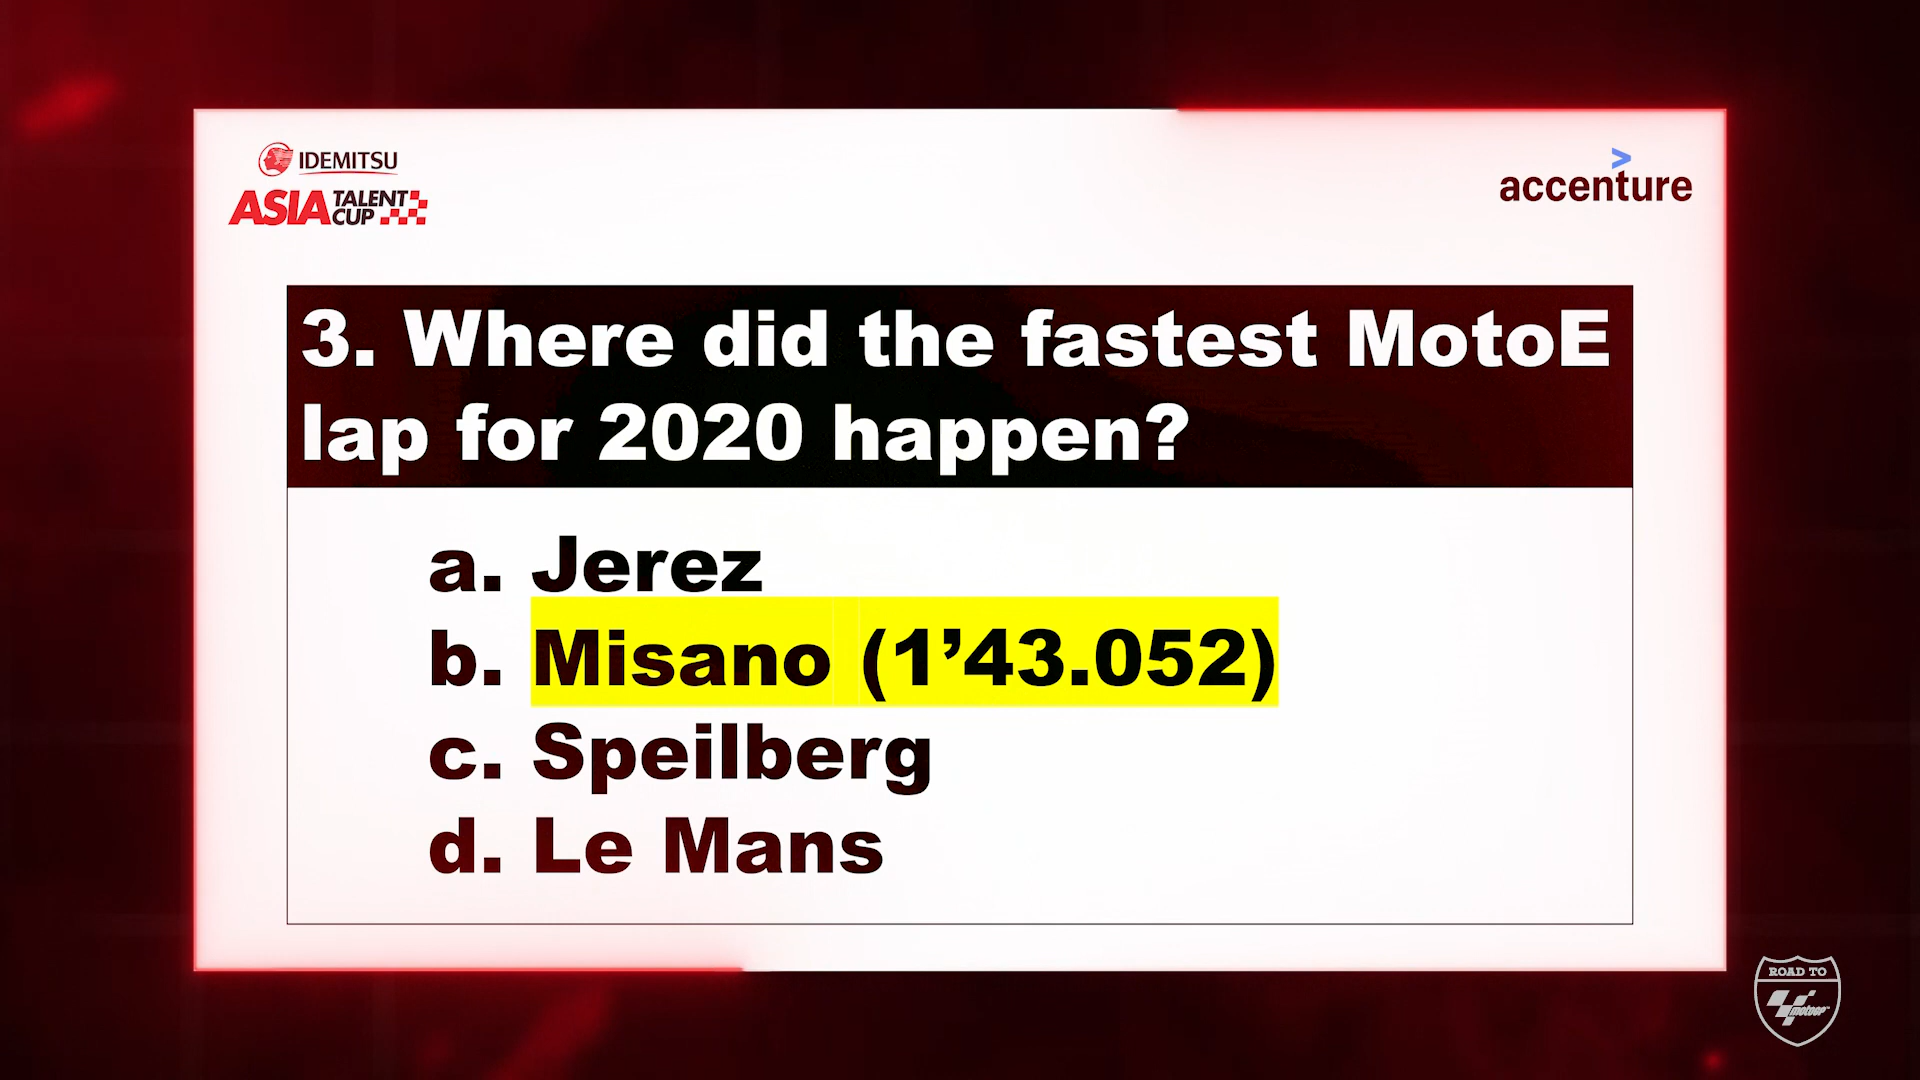 IDEMITSU
ASIA TALENT CUP
accenture
3. Where did the fastest MotoE
lap for 2020 happen?
a. Jerez
b. Misano (1’43.052)
c. Speilberg
d. Le Mans
ROAD TO
MotoGP™